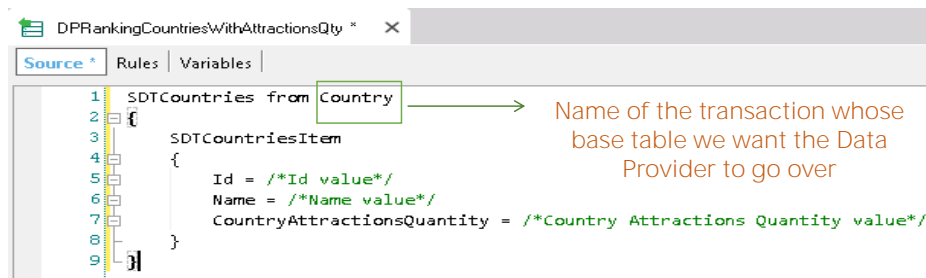 DPRankingCountriesWithAttractionsQty * ×
Source * Rules Variables
1 SDTCountries from Country
2 {
3 SDTCountriesItem
4 {
5 Id = /*Id value*/
6 Name = /*Name value*/
7 CountryAttractionsQuantity = /*Country Attractions Quantity value*/
8 }
9 }
Name of the transaction whose
base table we want the Data
Provider to go over